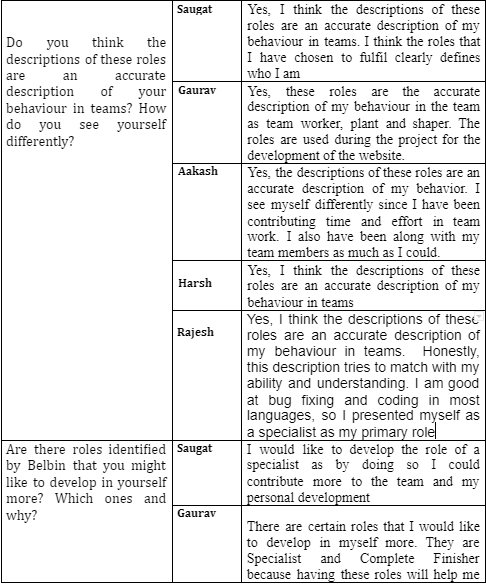 Do you think the
descriptions of these roles
are an accurate
description of your
behaviour in teams? How
do you see yourself
differently?
Saugat
Yes, I think the descriptions of these
roles are an accurate description of my
behaviour in teams. I think the roles that
I have chosen to fulfil clearly defines
who I am
Gaurav
Yes, these roles are the accurate
description of my behaviour in the team
as team worker, plant and shaper. The
roles are used during the project for the
development of the website.
Aakash
Yes, the descriptions of these roles are an
accurate description of my behavior. I
see myself differently since I have been
contributing time and effort in team
work. I also have been along with my
team members as much as I could.
Harsh
Yes, I think the descriptions of these
roles are an accurate description of my
behaviour in teams
Rajesh
Yes, I think the descriptions of these
roles are an accurate description of
my behaviour in teams. Honestly,
this description tries to match with my
ability and understanding. I am good
at bug fixing and coding in most
languages, so I presented myself as
a specialist as my primary role
Are there roles identified
by Belbin that you might
like to develop in yourself
more? Which ones and
why?
Saugat
I would like to develop the role of a
specialist as by doing so I could
contribute more to the team and my
personal development
Gaurav
There are certain roles that I would like
to develop in myself more. They are
Specialist and Complete Finisher
because having these roles will help me